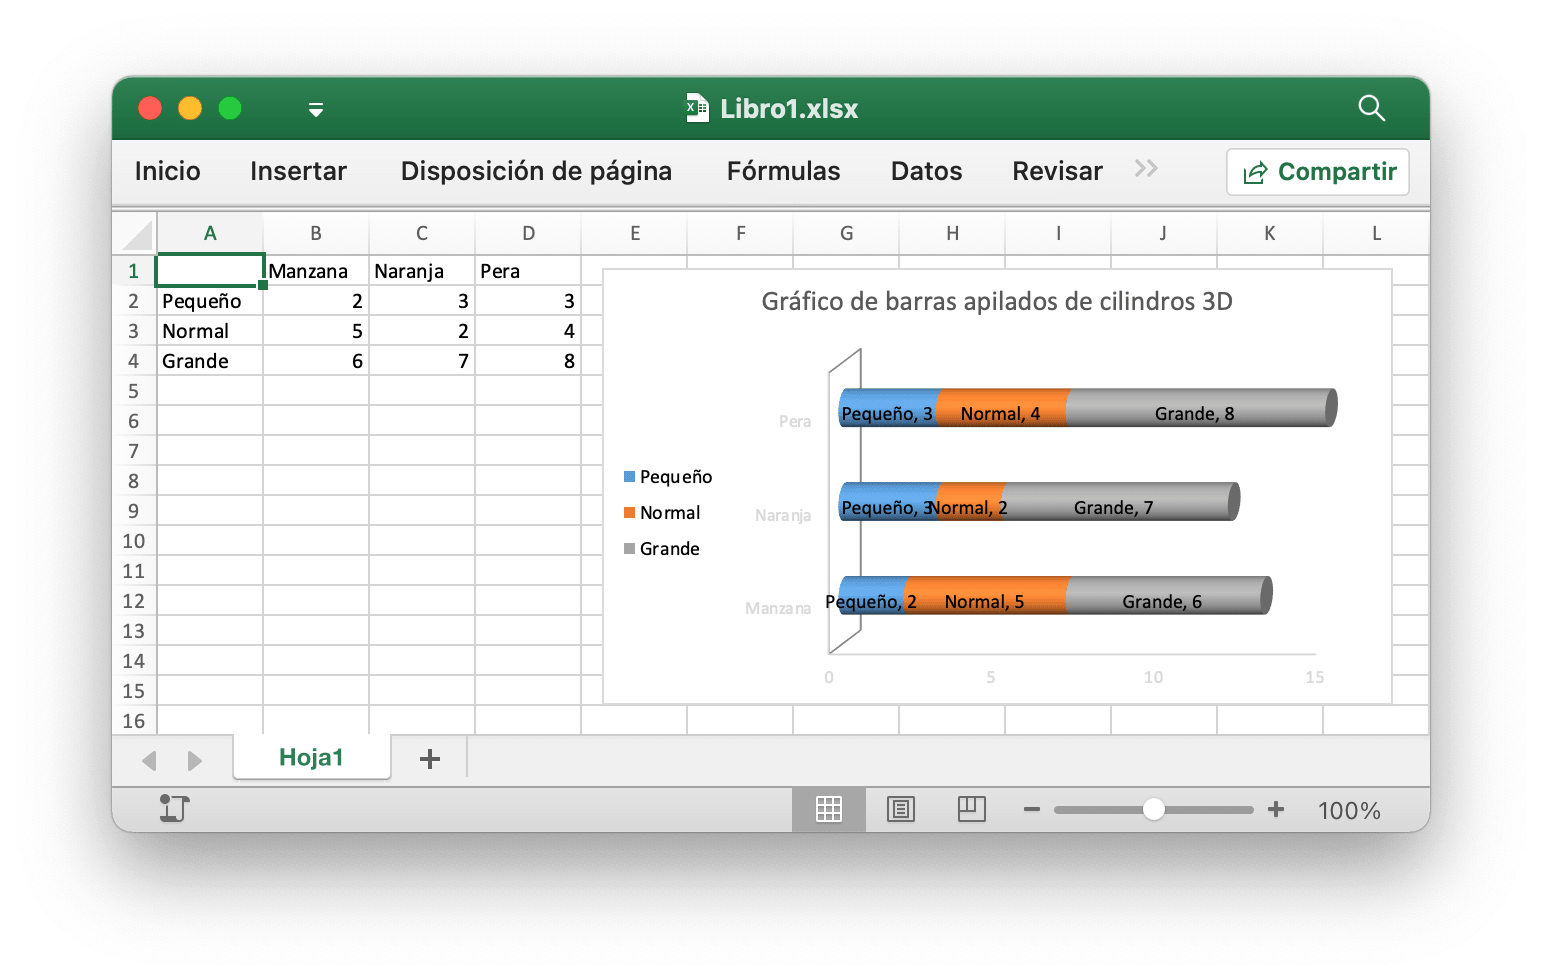 Libro1.xlsx
Inicio Insertar Disposición de página Fórmulas Datos Revisar Compartir
A B C D E F G H I J K L
1 Manzana Naranja Pera
2 Pequeño 2 3 3
3 Normal 5 2 4
4 Grande 6 7 8
5
6
7
8
9
10
11
12
13
14
15
16
Gráfico de barras apilados de cilindros 3D
Pera Pequeño, 3 Normal, 4 Grande, 8
Pequeño
Normal
Grande
Naranja Pequeño, 3 Normal, 2 Grande, 7
Manzana Pequeño, 2 Normal, 5 Grande, 6
0 5 10 15
Hoja1
100%